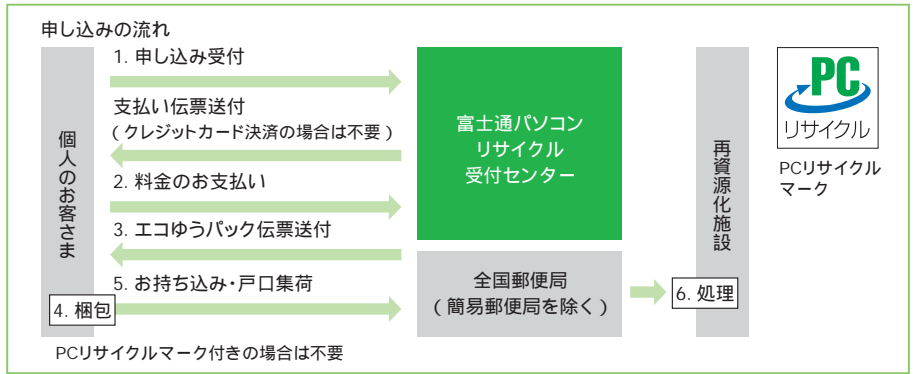 申し込みの流れ
1. 申し込み受付
支払い伝票送付
(クレジットカード決済の場合は不要)
2. 料金のお支払い
3. エコゆうパック伝票送付
5. お持ち込み・戸口集荷
個人のお客さま
4. 梱包
富士通パソコン
リサイクル
受付センター
全国郵便局
(簡易郵便局を除く)
6. 処理
再資源化施設
PC
リサイクル
PCリサイクル
マーク
PCリサイクルマーク付きの場合は不要